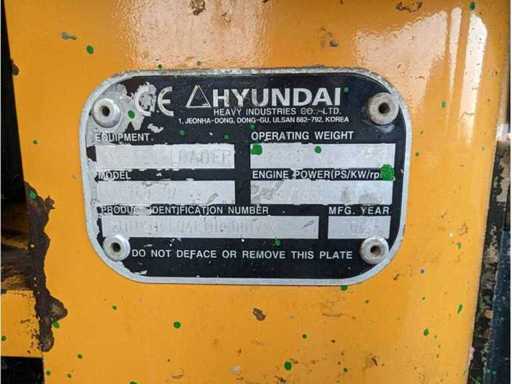 CE HYUNDAI
HEAVY INDUSTRIES CO.,LTD.
1, JEONHA-DONG, DONG-GU, ULSAN 682-792, KOREA
EQUIPMENT OPERATING WEIGHT
LOADER
MODEL ENGINE POWER(PS/KW/rpm
PRODUCT IDENTIFICATION NUMBER MFG. YEAR
DO NOT DEFACE OR REMOVE THIS PLATE